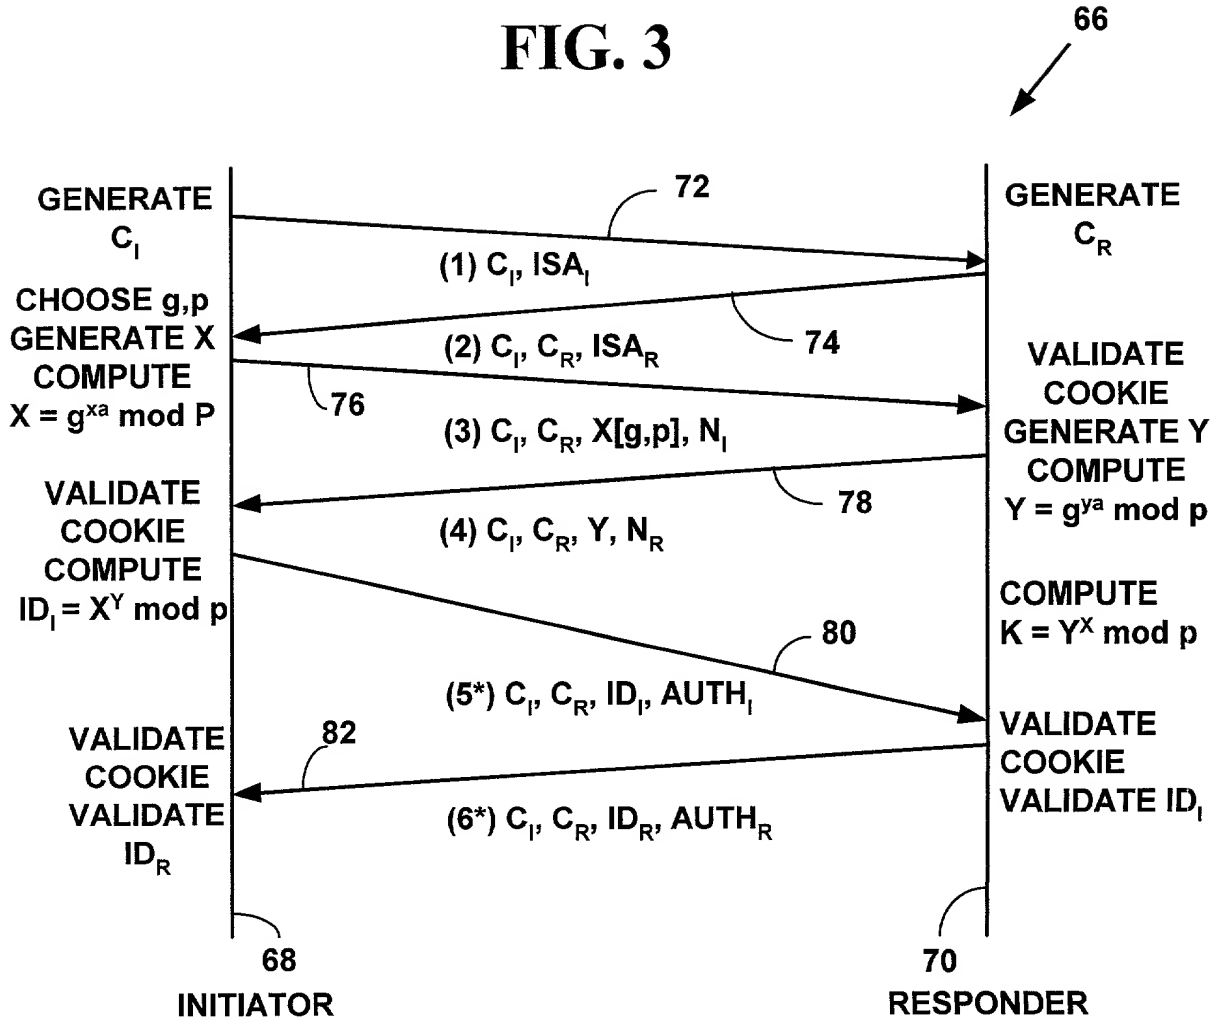 FIG. 3
66
GENERATE
C_I
72
GENERATE
C_R
(1) C_I, ISA_I
CHOOSE g,p
GENERATE X
COMPUTE
X = g^xa mod P
74
(2) C_I, C_R, ISA_R
76
VALIDATE
COOKIE
GENERATE Y
COMPUTE
Y = g^ya mod p
(3) C_I, C_R, X[g,p], N_I
78
VALIDATE
COOKIE
COMPUTE
ID_I = X^Y mod p
(4) C_I, C_R, Y, N_R
COMPUTE
K = Y^X mod p
80
(5*) C_I, C_R, ID_I, AUTH_I
VALIDATE
COOKIE
VALIDATE ID_I
82
VALIDATE
COOKIE
VALIDATE
ID_R
(6*) C_I, C_R, ID_R, AUTH_R
68
INITIATOR
70
RESPONDER